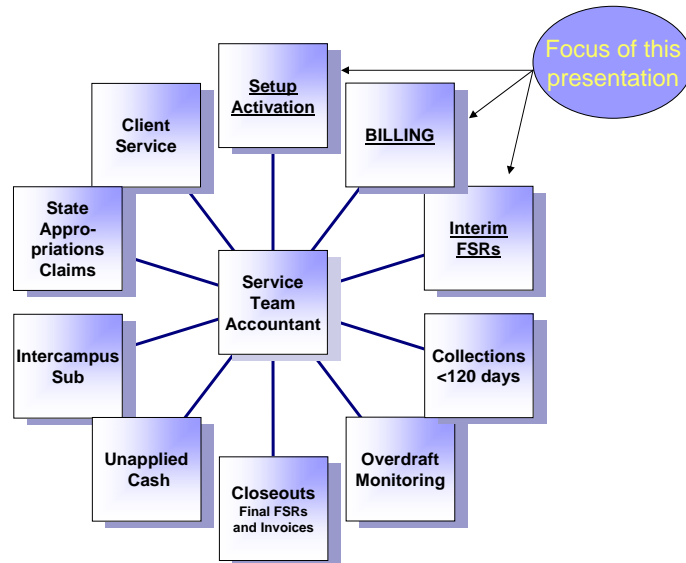 Focus of this
presentation
Setup
Activation
Client
Service
BILLING
State
Appro-
priations
Claims
Interim
FSRs
Service
Team
Accountant
Intercampus
Sub
Collections
<120 days
Unapplied
Cash
Overdraft
Monitoring
Closeouts
Final FSRs
and Invoices